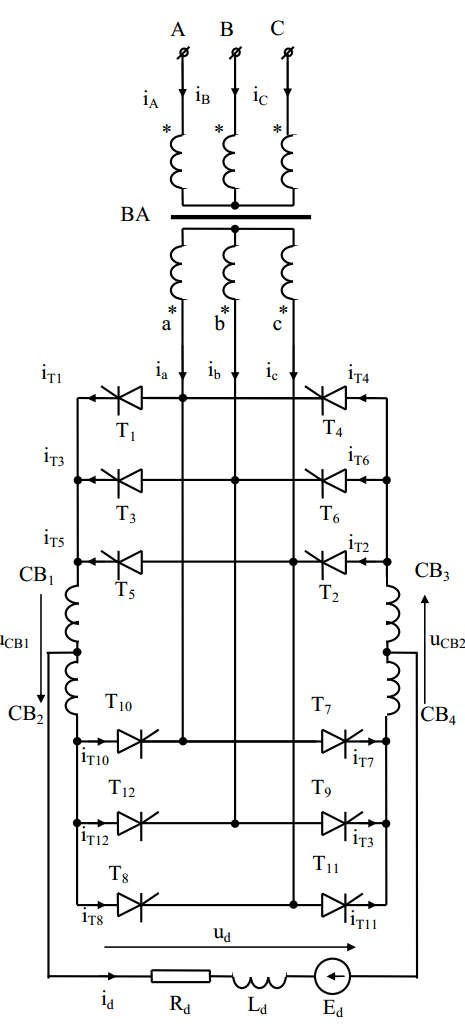 A B C
iA iB iC
* * *
BA
* * *
a b c
iT1 ia ib ic iT4
T1 T4
iT3 iT6
T3 T6
iT5 iT2
CB1 T5 T2 CB3
uCB1 uCB2
CB2 T10 T7 CB4
iT10 iT7
T12 T9
iT12 iT3
T8 T11
iT8 iT11
ud
id Rd Ld Ed